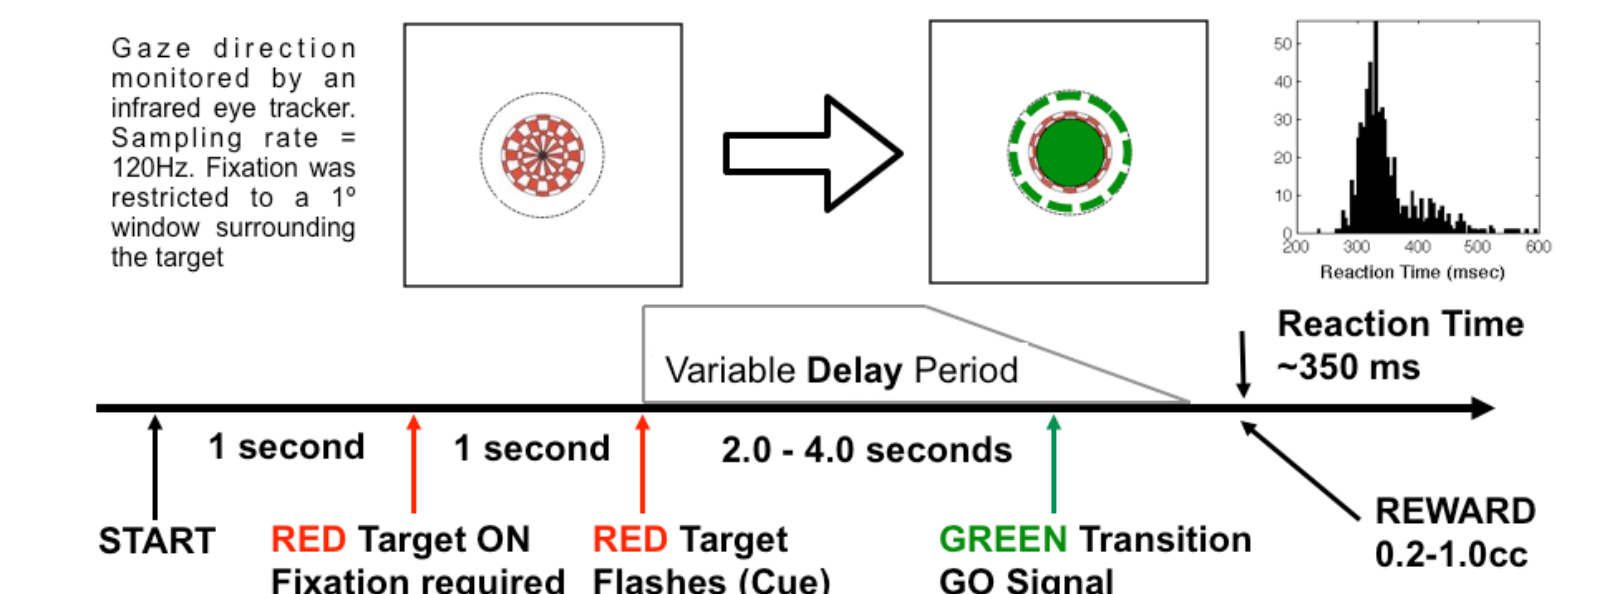 Gaze direction
monitored by an
infrared eye tracker.
Sampling rate =
120Hz. Fixation was
restricted to a 1º
window surrounding
the target
50
40
30
20
10
0
200 300 400 500 600
Reaction Time (msec)
Reaction Time
~350 ms
Variable Delay Period
1 second
1 second
2.0 - 4.0 seconds
START
RED Target ON
Fixation required
RED Target
Flashes (Cue)
GREEN Transition
GO Signal
REWARD
0.2-1.0cc